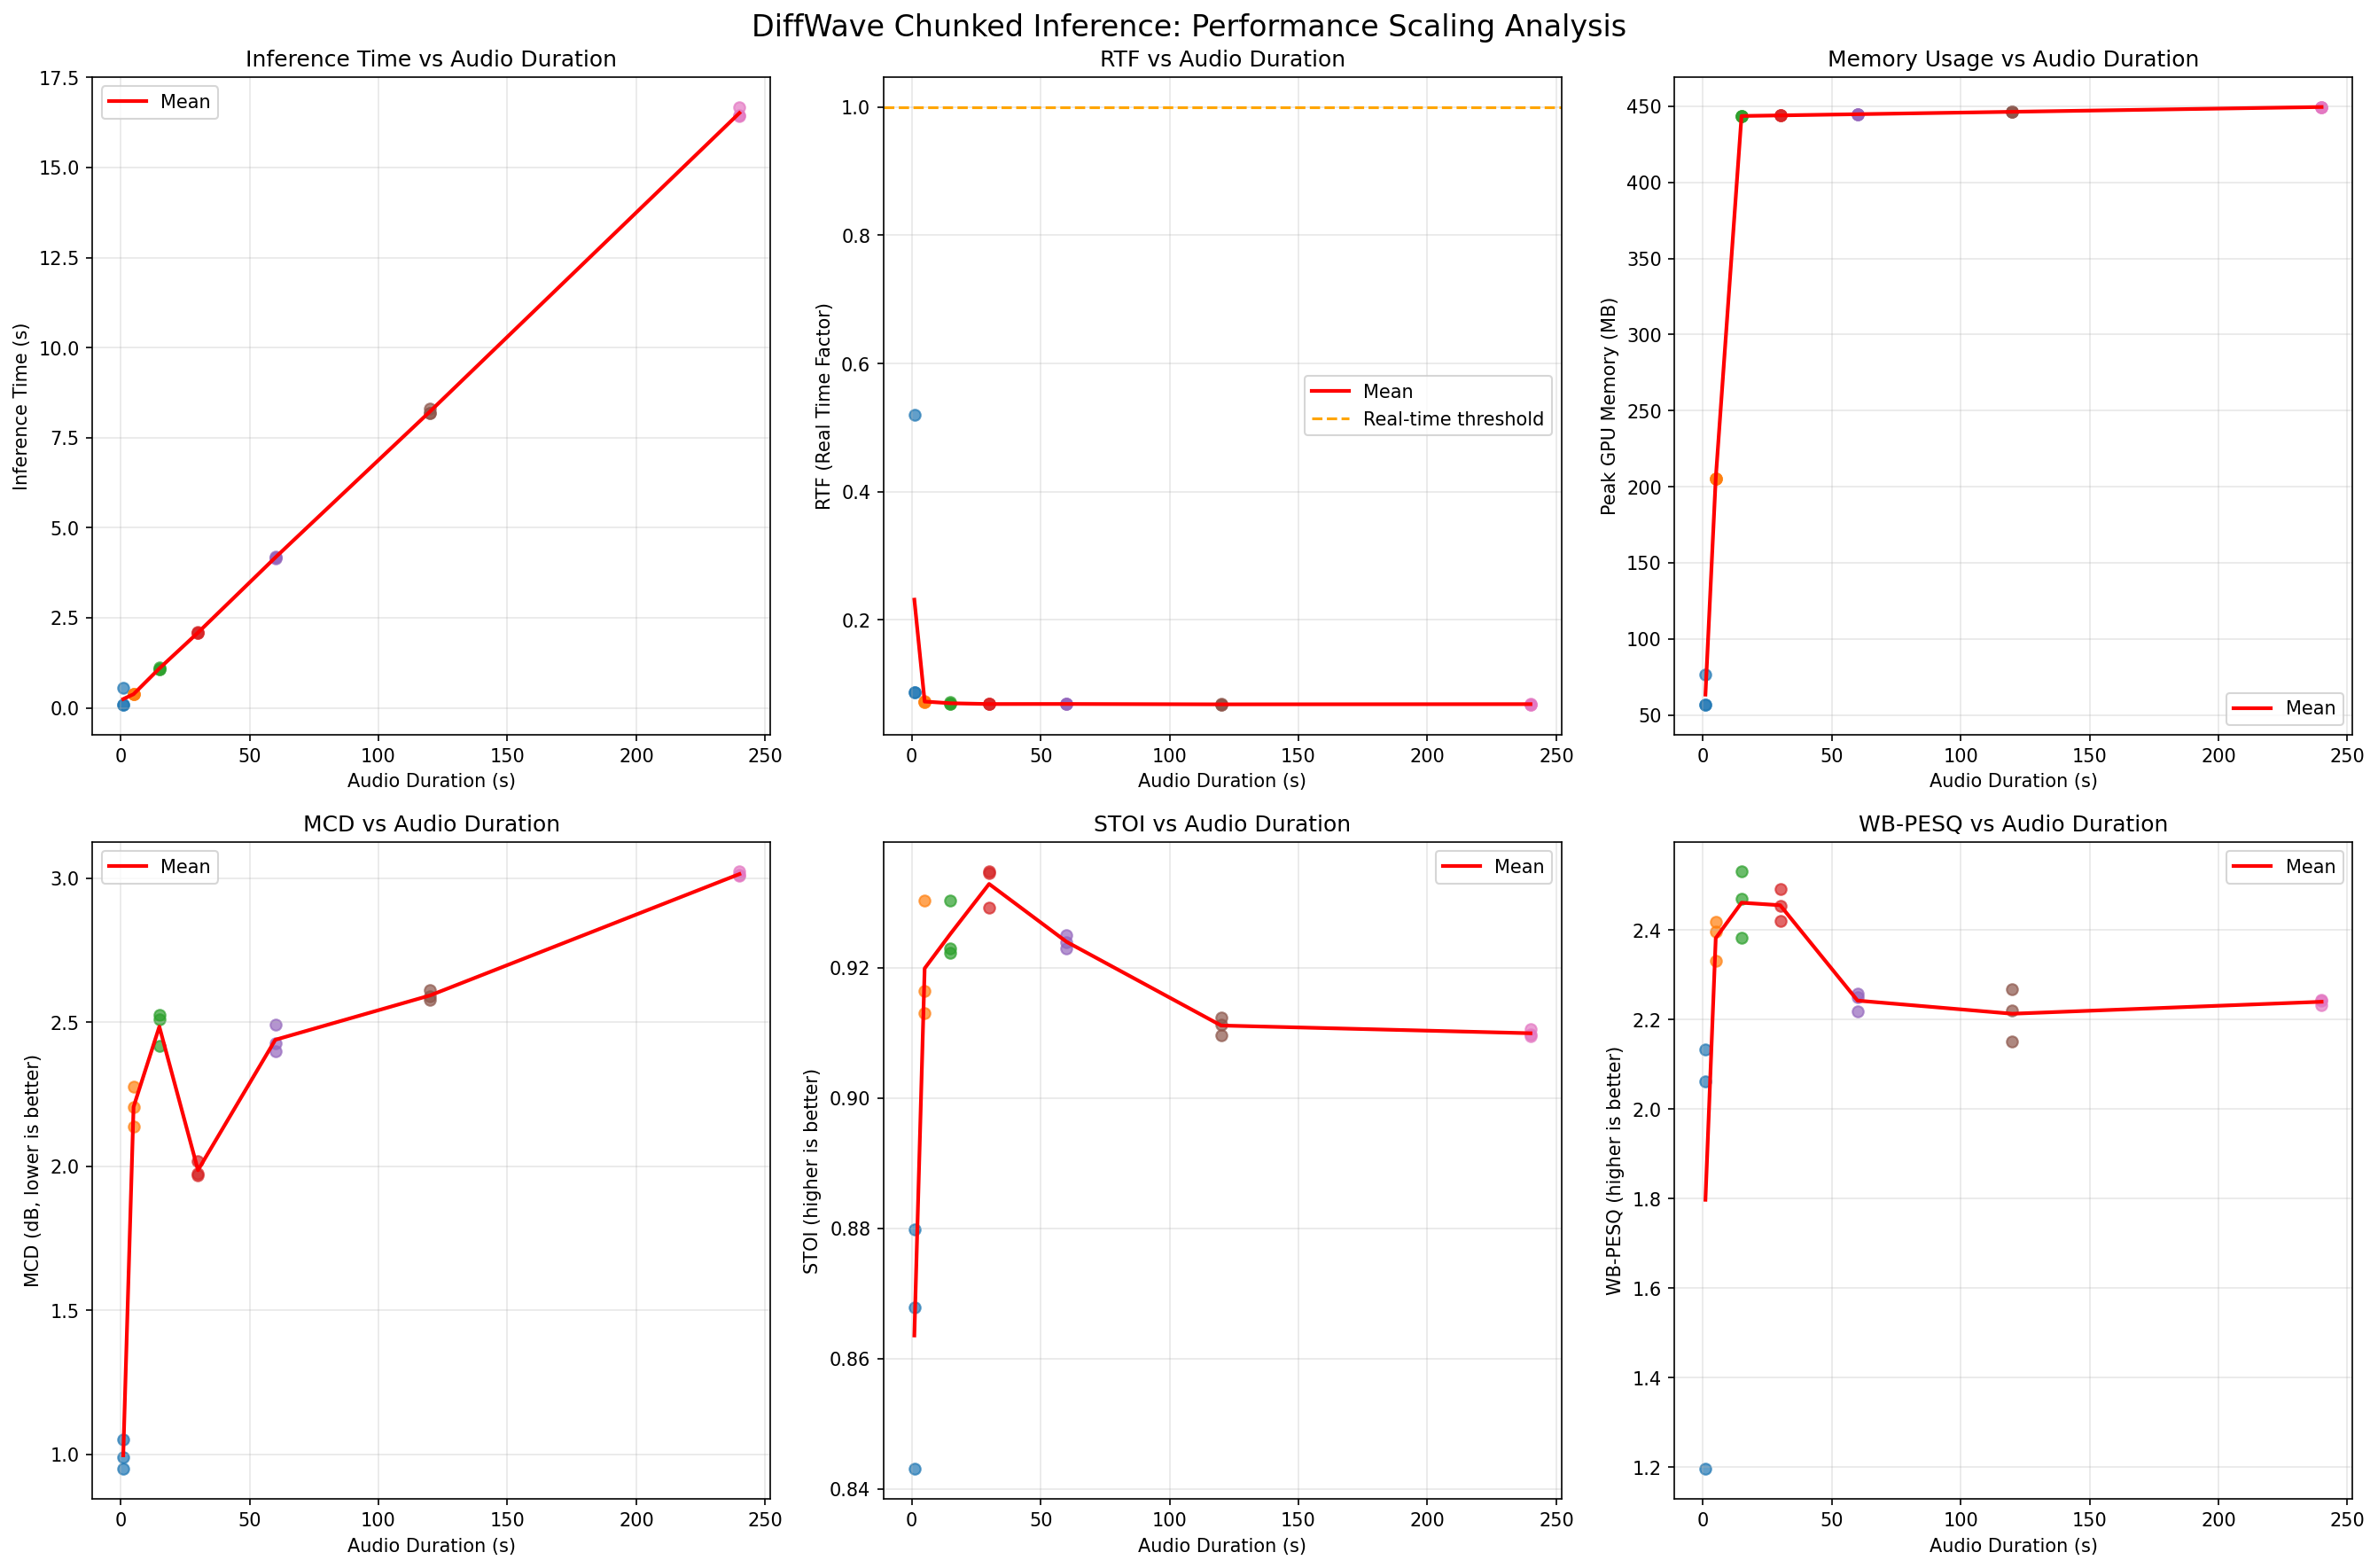 DiffWave Chunked Inference: Performance Scaling Analysis
Inference Time vs Audio Duration
17.5
15.0
12.5
10.0
7.5
5.0
2.5
0.0
Inference Time (s)
Mean
0 50 100 150 200 250
Audio Duration (s)
RTF vs Audio Duration
1.0
0.8
0.6
0.4
0.2
RTF (Real Time Factor)
Mean
Real-time threshold
0 50 100 150 200 250
Audio Duration (s)
Memory Usage vs Audio Duration
450
400
350
300
250
200
150
100
50
Peak GPU Memory (MB)
Mean
0 50 100 150 200 250
Audio Duration (s)
MCD vs Audio Duration
3.0
2.5
2.0
1.5
1.0
MCD (dB, lower is better)
Mean
0 50 100 150 200 250
Audio Duration (s)
STOI vs Audio Duration
0.92
0.90
0.88
0.86
0.84
STOI (higher is better)
Mean
0 50 100 150 200 250
Audio Duration (s)
WB-PESQ vs Audio Duration
2.4
2.2
2.0
1.8
1.6
1.4
1.2
WB-PESQ (higher is better)
Mean
0 50 100 150 200 250
Audio Duration (s)